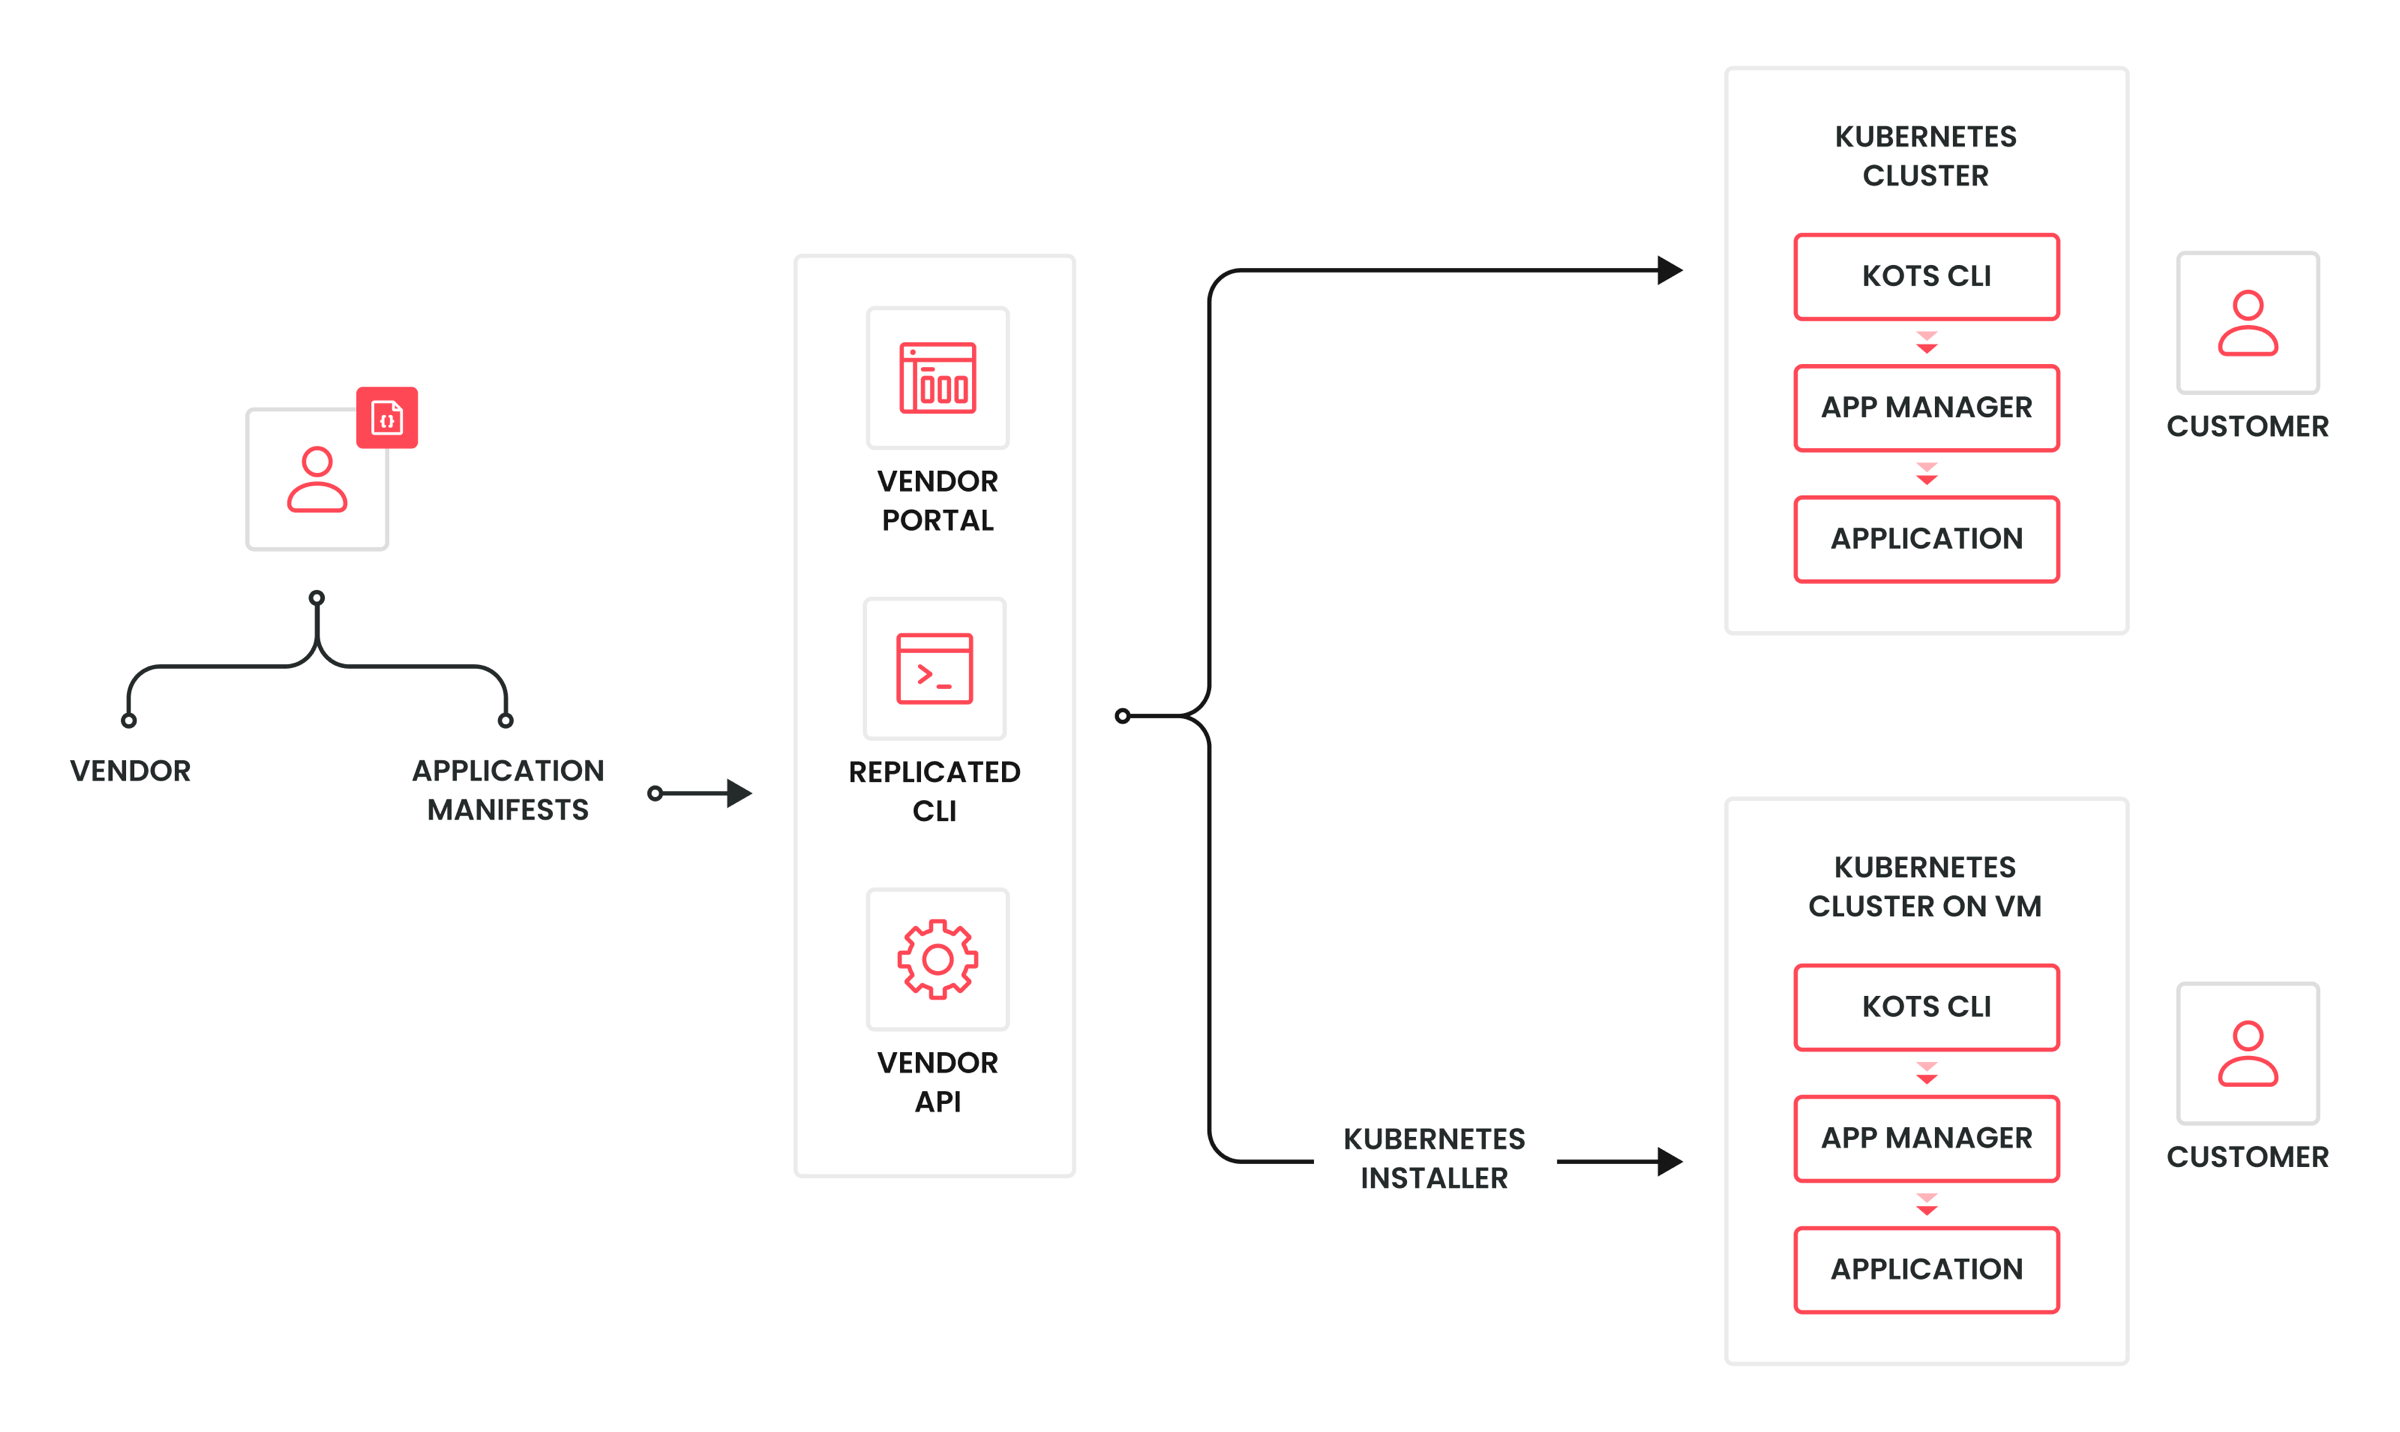 VENDOR
APPLICATION
MANIFESTS
VENDOR
PORTAL
REPLICATED
CLI
VENDOR
API
KUBERNETES
INSTALLER
KUBERNETES
CLUSTER
KOTS CLI
APP MANAGER
APPLICATION
CUSTOMER
KUBERNETES
CLUSTER ON VM
KOTS CLI
APP MANAGER
APPLICATION
CUSTOMER